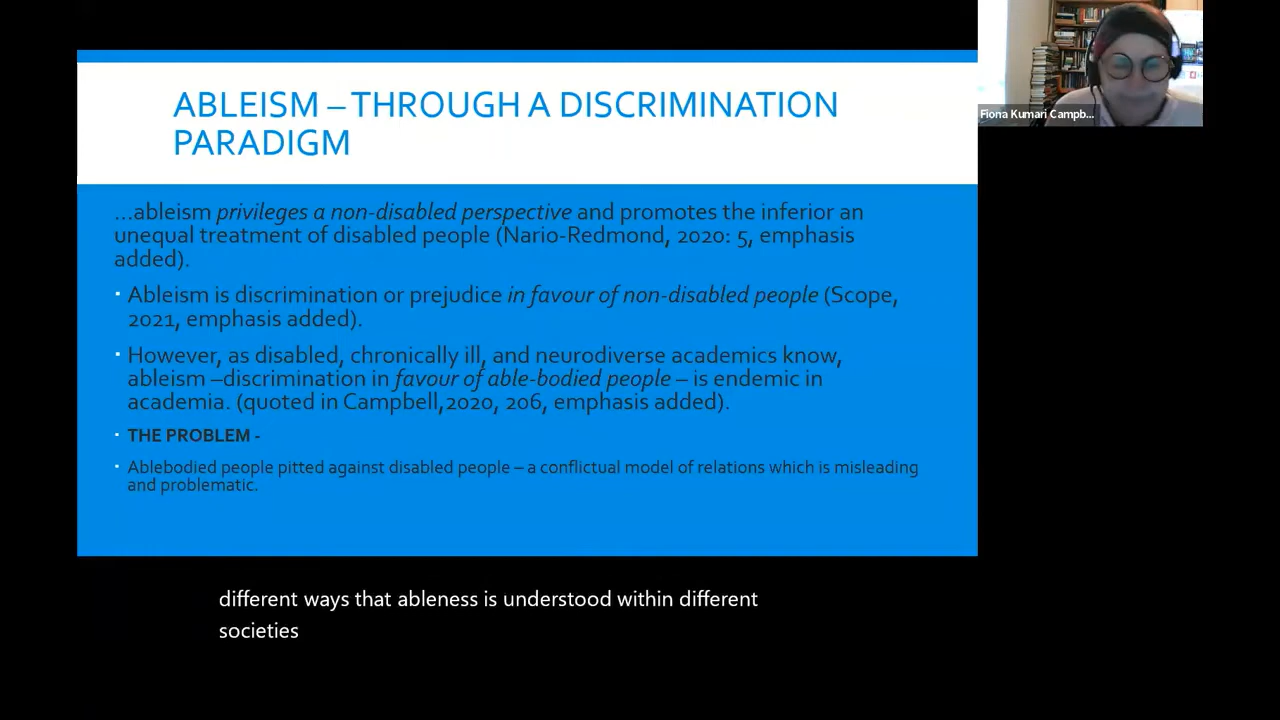 ABLEISM – THROUGH A DISCRIMINATION
PARADIGM
...ableism privileges a non-disabled perspective and promotes the inferior an
unequal treatment of disabled people (Nario-Redmond, 2020: 5, emphasis
added).
Ableism is discrimination or prejudice in favour of non-disabled people (Scope,
2021, emphasis added).
However, as disabled, chronically ill, and neurodiverse academics know,
ableism –discrimination in favour of able-bodied people – is endemic in
academia. (quoted in Campbell,2020, 206, emphasis added).
THE PROBLEM -
Ablebodied people pitted against disabled people – a conflictual model of relations which is misleading
and problematic.
Fiona Kumari Campb...
different ways that ableness is understood within different
societies